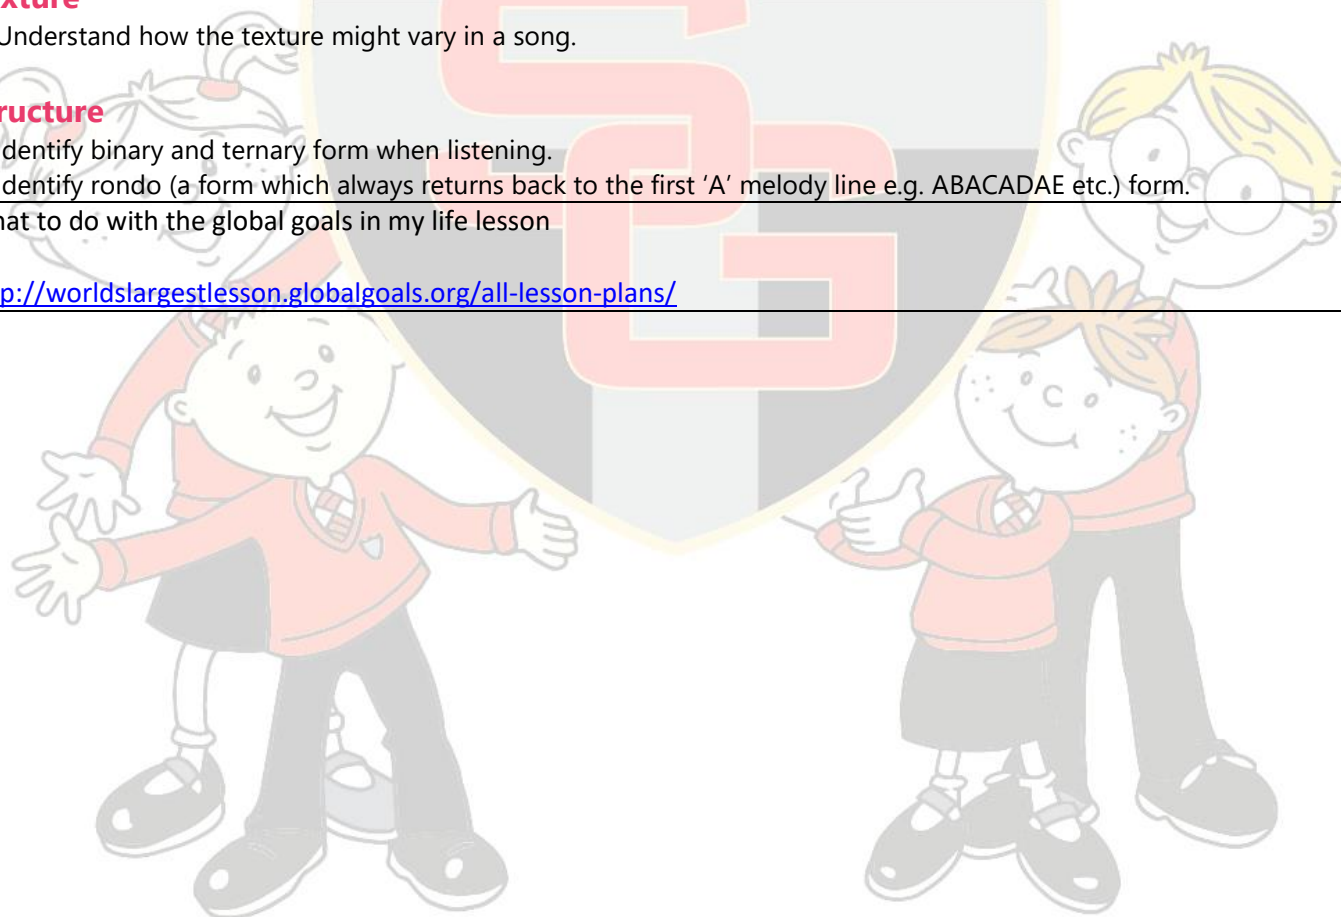 xture
Understand how the texture might vary in a song.
ructure
dentify binary and ternary form when listening.
dentify rondo (a form which always returns back to the first ‘A’ melody line e.g. ABACADAE etc.) form.
hat to do with the global goals in my life lesson
p://worldslargestlesson.globalgoals.org/all-lesson-plans/
SG